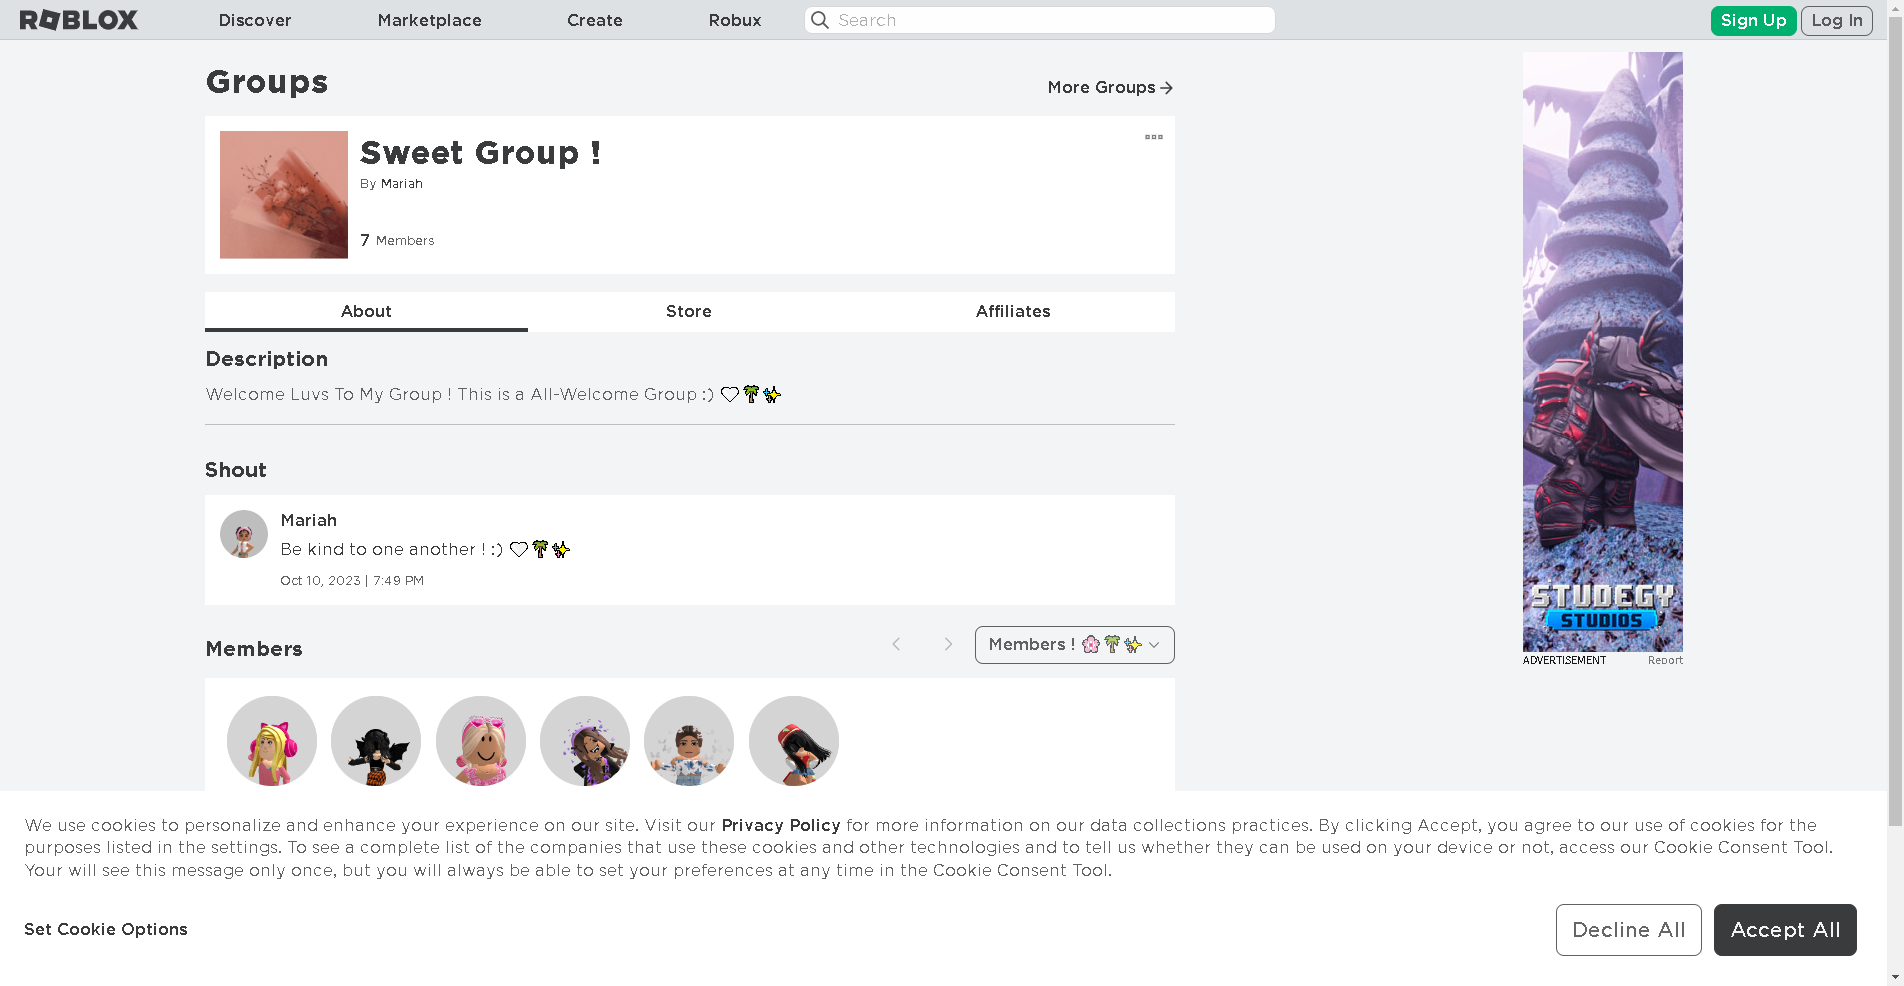 ROBLOX Discover Marketplace Create Robux Search Sign Up Log In
Groups
More Groups
Sweet Group !
By Mariah
7 Members
About Store Affiliates
Description
Welcome Luvs To My Group ! This is a All-Welcome Group :) 🤍🌴✨
Shout
Mariah
Be kind to one another ! :) 🤍🌴✨
Oct 10, 2023 | 7:49 PM
Members
Members ! 🌸🌴✨
STUDEGY
STUDIOS
ADVERTISEMENT Report
We use cookies to personalize and enhance your experience on our site. Visit our Privacy Policy for more information on our data collections practices. By clicking Accept, you agree to our use of cookies for the
purposes listed in the settings. To see a complete list of the companies that use these cookies and other technologies and to tell us whether they can be used on your device or not, access our Cookie Consent Tool.
Your will see this message only once, but you will always be able to set your preferences at any time in the Cookie Consent Tool.
Set Cookie Options
Decline All
Accept All